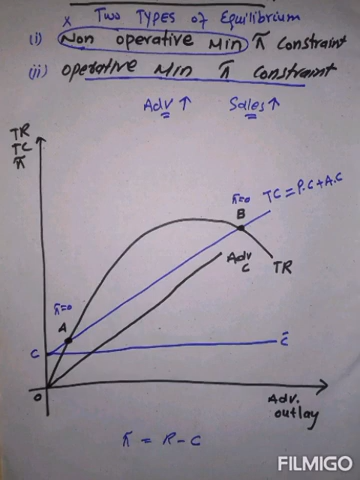 x Two Types of Equilibrium
(i) Non operative Min π̄ Constraint
(ii) operative Min π̄ constraint
Adv ↑ Sales ↑
TR
TC
π
TC = P.C + A.C
π=0
B
Adv
C
TR
π=0
A
C
C̄
O
Adv.
outlay
π = R - C
FILMIGO